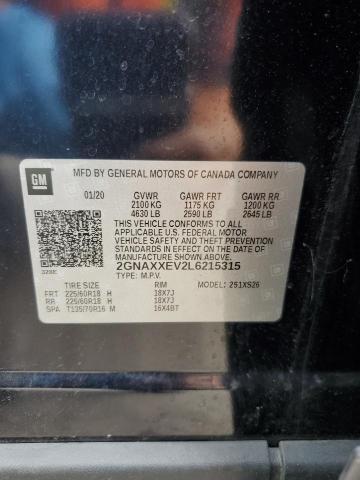 GM
MFD BY GENERAL MOTORS OF CANADA COMPANY
01/20 GVWR GAWR FRT GAWR RR
2100 KG 1175 KG 1200 KG
4630 LB 2590 LB 2645 LB
THIS VEHICLE CONFORMS TO ALL
APPLICABLE U.S. FEDERAL MOTOR
VEHICLE SAFETY, BUMPER, AND THEFT
PREVENTION STANDARDS IN EFFECT ON THE
DATE OF MANUFACTURE SHOWN ABOVE.
2GNAXXEV2L6215315
TYPE: M.P.V. MODEL: 251XS26
TIRE SIZE RIM
FRT 225/60R18 H 18X7J
RR 225/60R18 H 18X7J
SPA T135/70R16 M 16X4BT